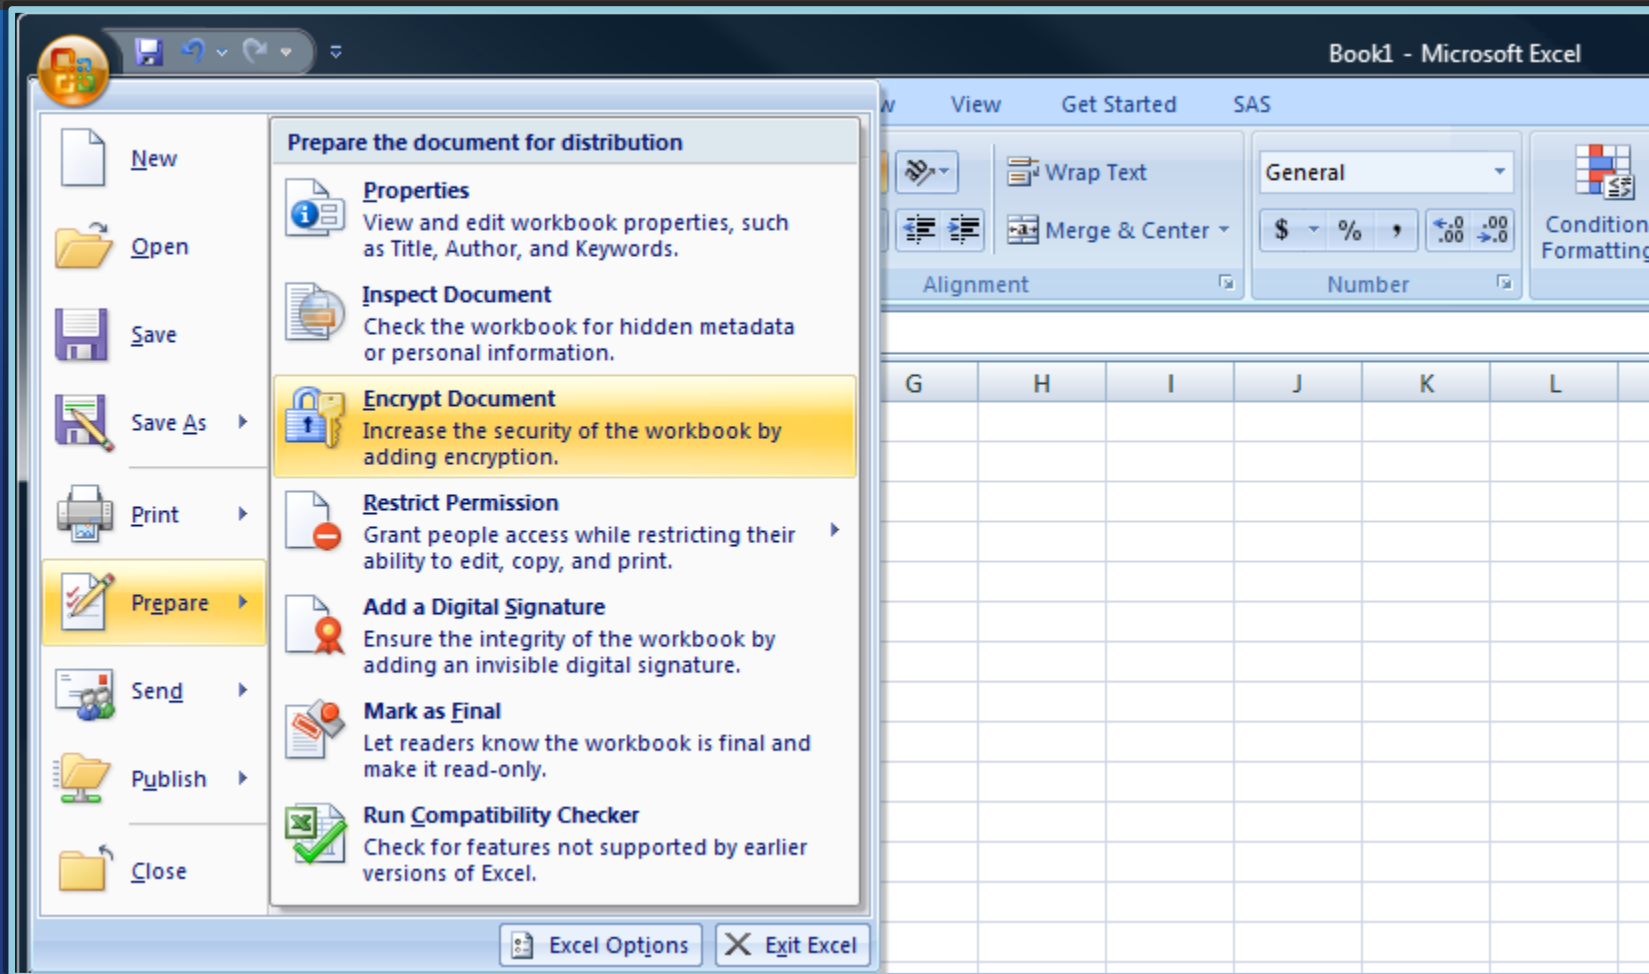 Book1 - Microsoft Excel
View
Get Started
SAS
New
Open
Save
Save As
Print
Prepare
Send
Publish
Close
Prepare the document for distribution
Properties
View and edit workbook properties, such
as Title, Author, and Keywords.
Inspect Document
Check the workbook for hidden metadata
or personal information.
Encrypt Document
Increase the security of the workbook by
adding encryption.
Restrict Permission
Grant people access while restricting their
ability to edit, copy, and print.
Add a Digital Signature
Ensure the integrity of the workbook by
adding an invisible digital signature.
Mark as Final
Let readers know the workbook is final and
make it read-only.
Run Compatibility Checker
Check for features not supported by earlier
versions of Excel.
Excel Options
Exit Excel
Wrap Text
Merge & Center
Alignment
General
$ % ,
.0 .00
.00 .0
Number
Condition
Formatting
G H I J K L